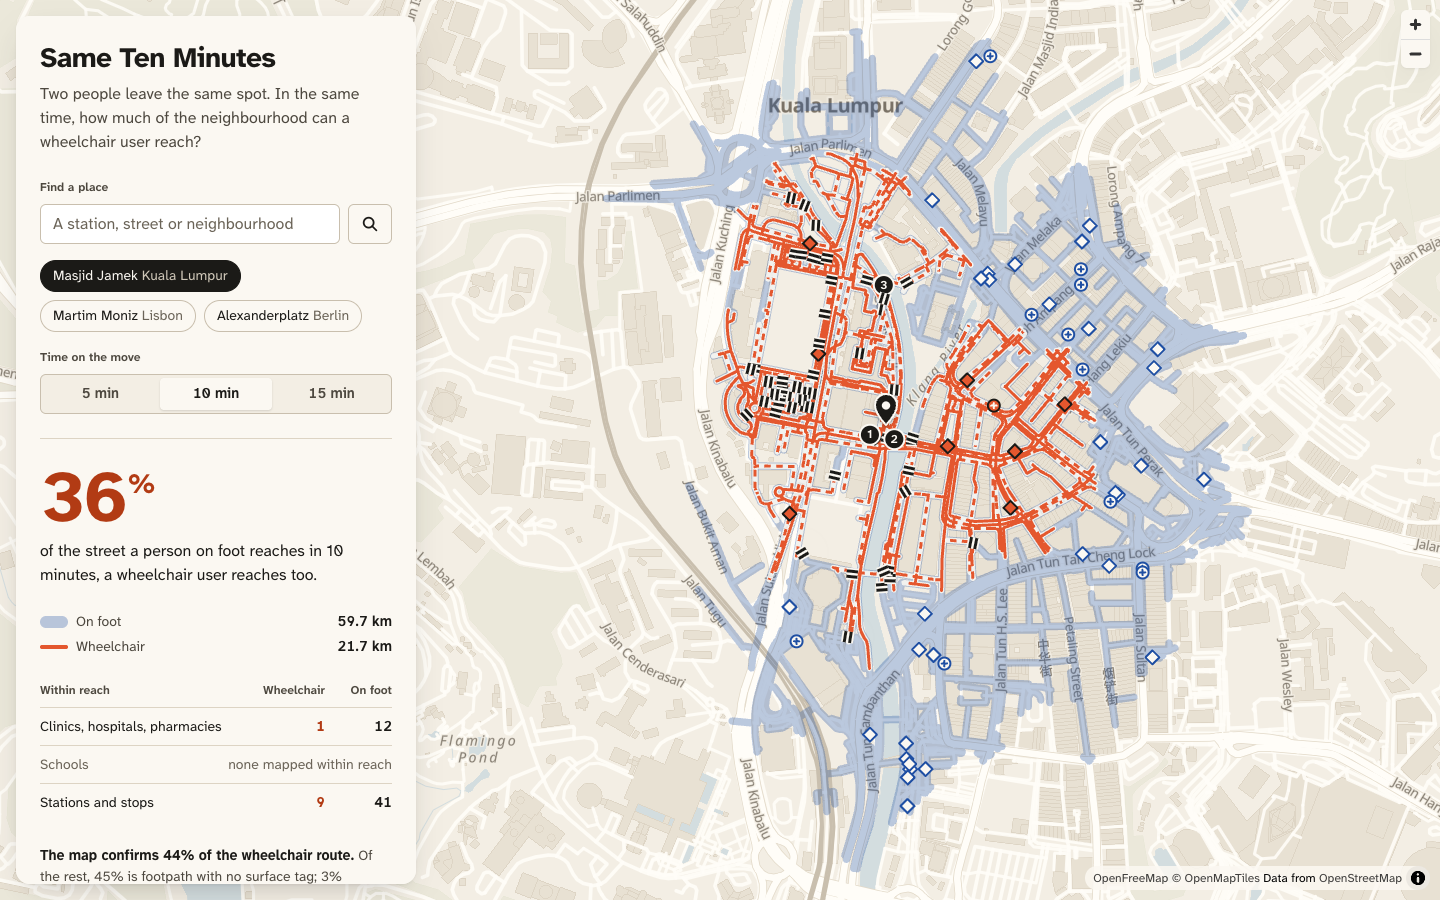 Same Ten Minutes
Two people leave the same spot. In the same
time, how much of the neighbourhood can a
wheelchair user reach?
Find a place
A station, street or neighbourhood
Masjid Jamek Kuala Lumpur
Martim Moniz Lisbon
Alexanderplatz Berlin
Time on the move
5 min
10 min
15 min
36%
of the street a person on foot reaches in 10
minutes, a wheelchair user reaches too.
On foot 59.7 km
Wheelchair 21.7 km
Within reach Wheelchair On foot
Clinics, hospitals, pharmacies 1 12
Schools none mapped within reach
Stations and stops 9 41
The map confirms 44% of the wheelchair route. Of
the rest, 45% is footpath with no surface tag; 3%
Salahuddin
Kuala Lumpur
Jalan Parlimen
Jalan Parlimen
Jalan Kuching
Jalan Melayu
Lorong Ampang 7
Jalan Raja
Klang River
3
1
2
Jalan Kinabalu
Jalan Tun Perak
Jalan Bukit Aman
Jalan Tugu
Lembah
Jalan Cenderasari
Jalan Tun Tan Cheng Lock
Jalan Tun H.S. Lee
Petaling Street
Jalan Sultan
Jalan Wesley
Flamingo
Pond
Jalan Kinabalu
+
−
OpenFreeMap © OpenMapTiles Data from OpenStreetMap